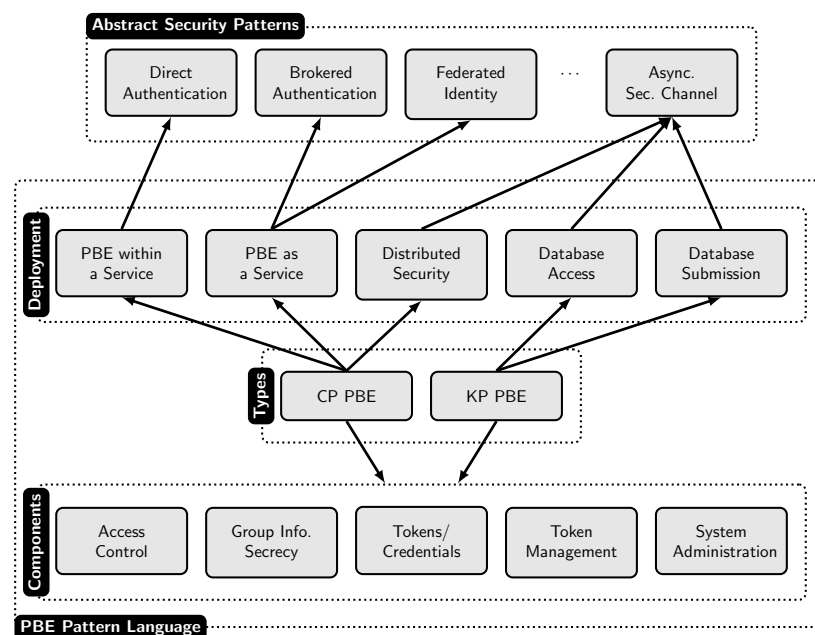 Abstract Security Patterns
Direct
Authentication
Brokered
Authentication
Federated
Identity
...
Async.
Sec. Channel
Deployment
PBE within
a Service
PBE as
a Service
Distributed
Security
Database
Access
Database
Submission
Types
CP PBE
KP PBE
Components
Access
Control
Group Info.
Secrecy
Tokens/
Credentials
Token
Management
System
Administration
PBE Pattern Language